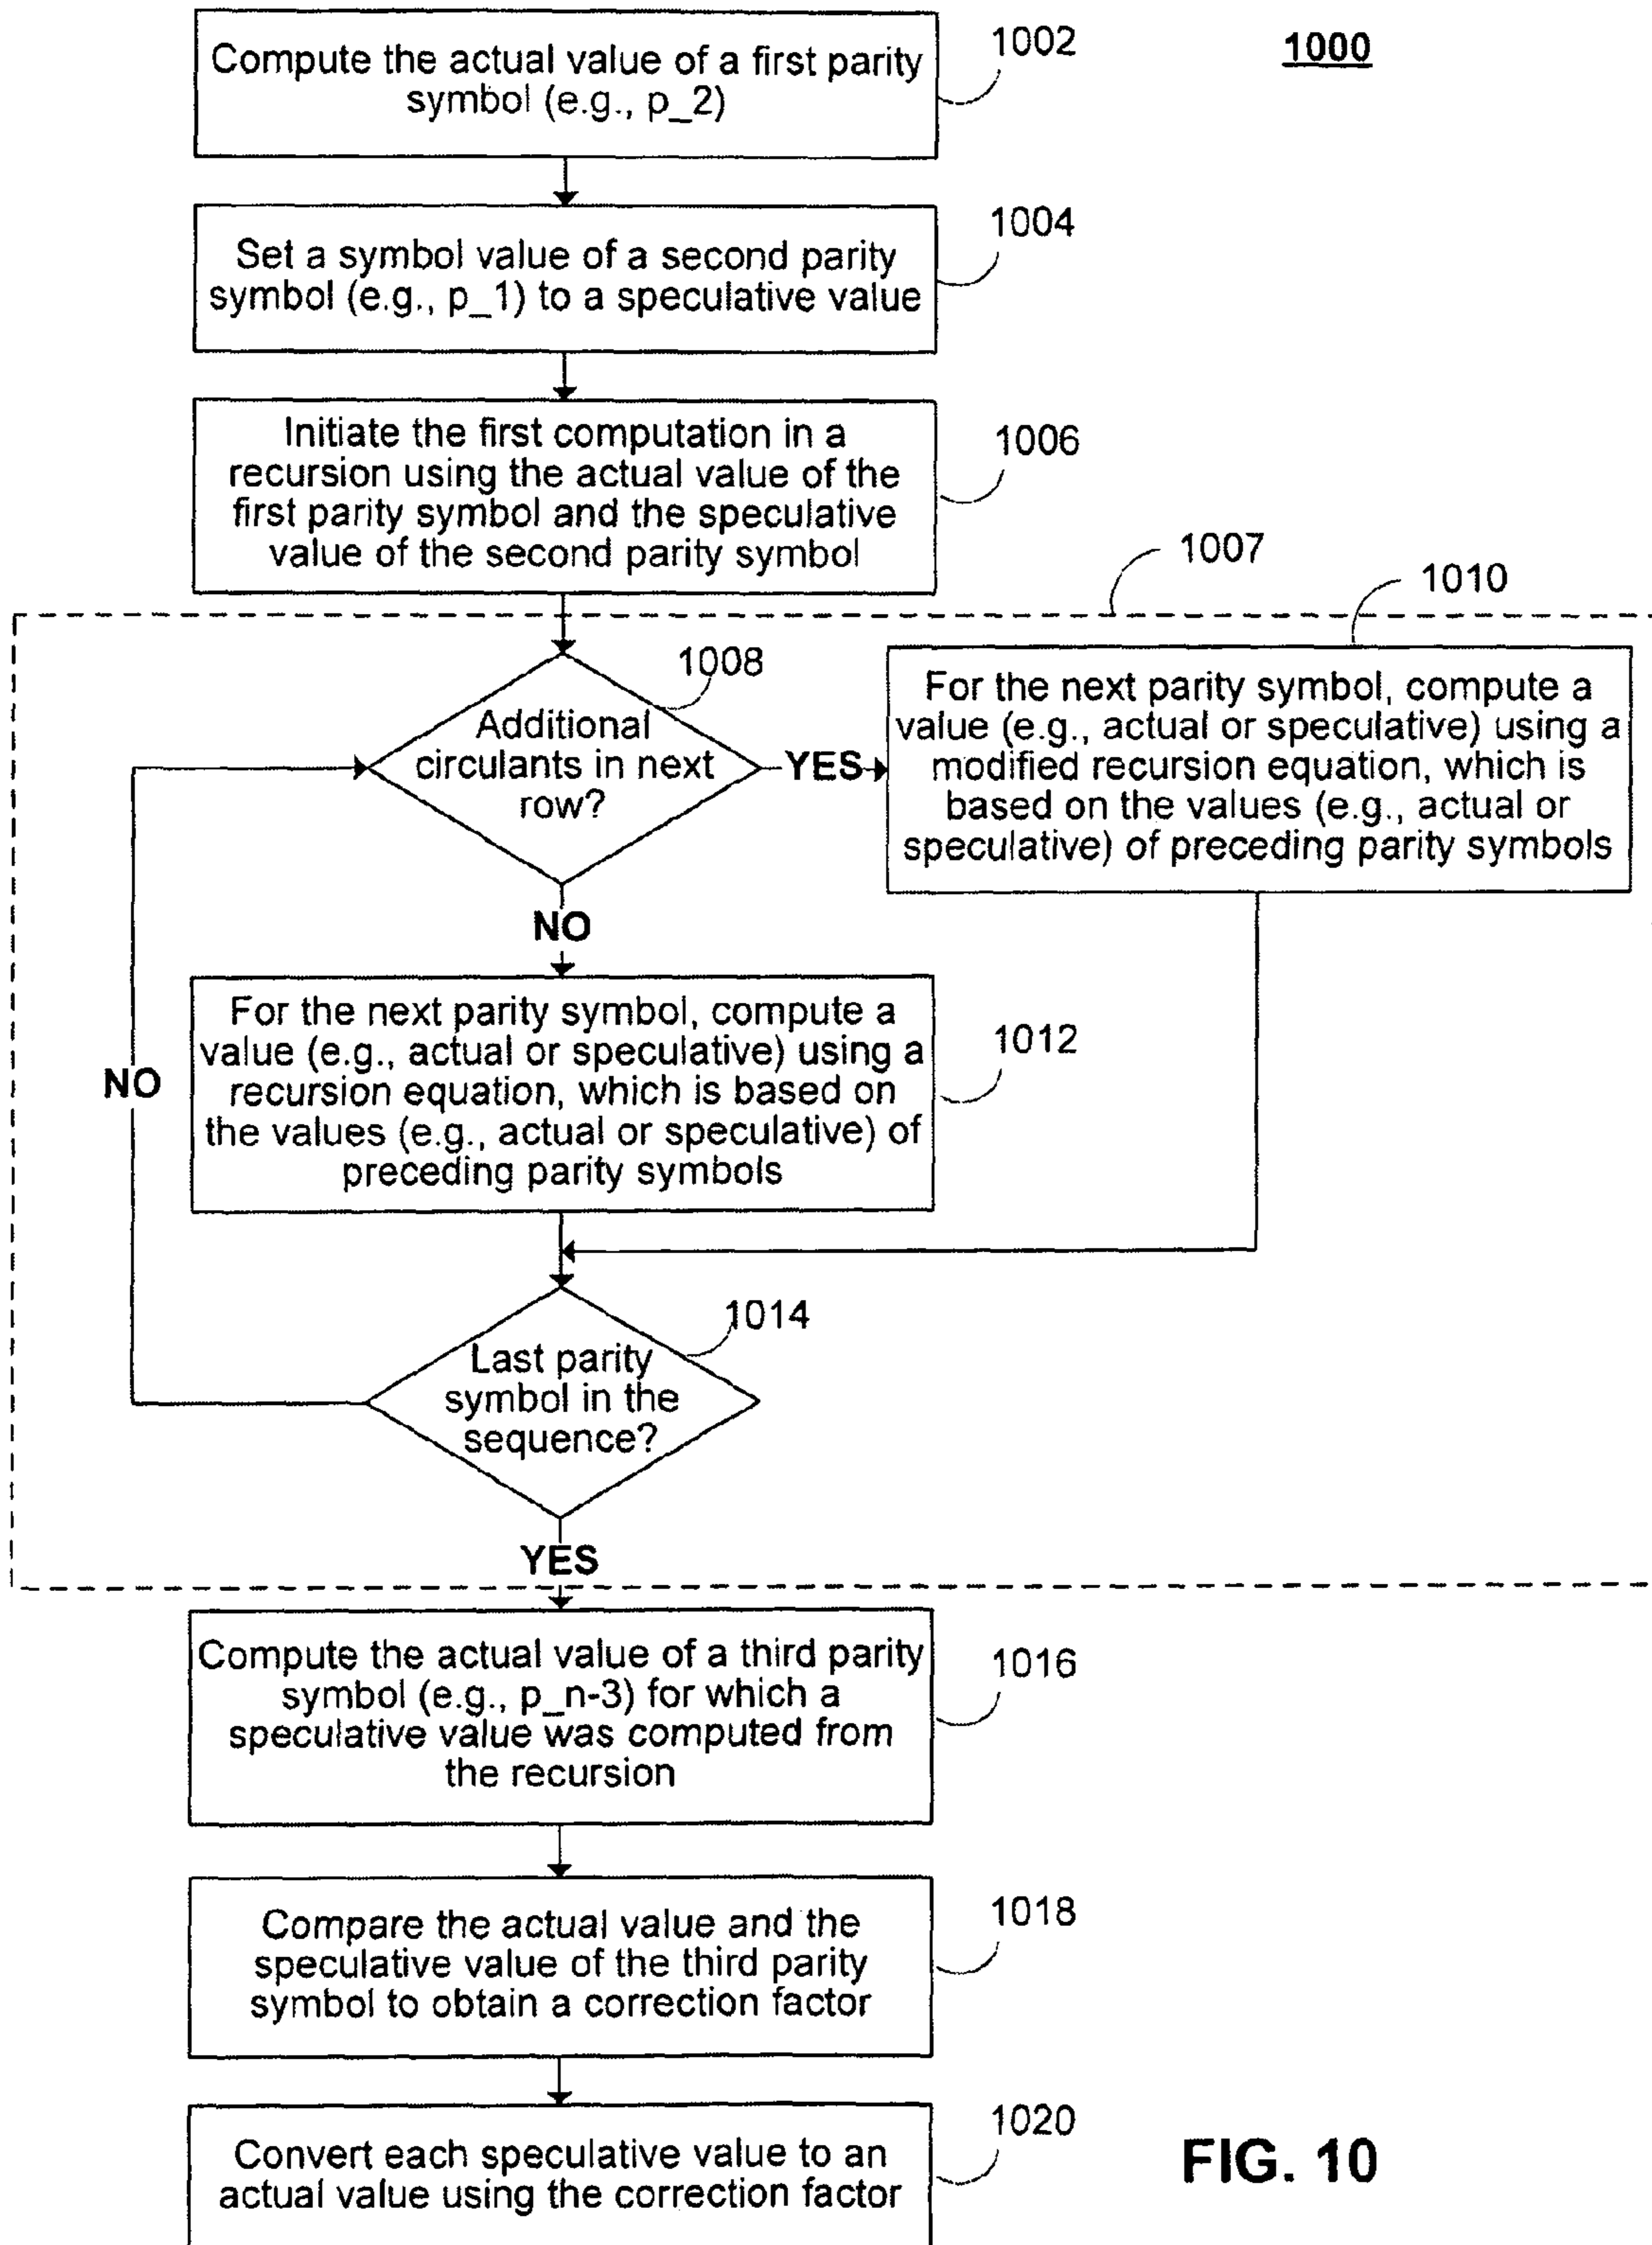 1000
Compute the actual value of a first parity
symbol (e.g., p_2)
1002
Set a symbol value of a second parity
symbol (e.g., p_1) to a speculative value
1004
Initiate the first computation in a
recursion using the actual value of the
first parity symbol and the speculative
value of the second parity symbol
1006
1007
1008
Additional
circulants in next
row?
YES
1010
For the next parity symbol, compute a
value (e.g., actual or speculative) using a
modified recursion equation, which is
based on the values (e.g., actual or
speculative) of preceding parity symbols
NO
For the next parity symbol, compute a
value (e.g., actual or speculative) using a
recursion equation, which is based on
the values (e.g., actual or speculative) of
preceding parity symbols
1012
NO
1014
Last parity
symbol in the
sequence?
YES
Compute the actual value of a third parity
symbol (e.g., p_n-3) for which a
speculative value was computed from
the recursion
1016
Compare the actual value and the
speculative value of the third parity
symbol to obtain a correction factor
1018
Convert each speculative value to an
actual value using the correction factor
1020
FIG. 10